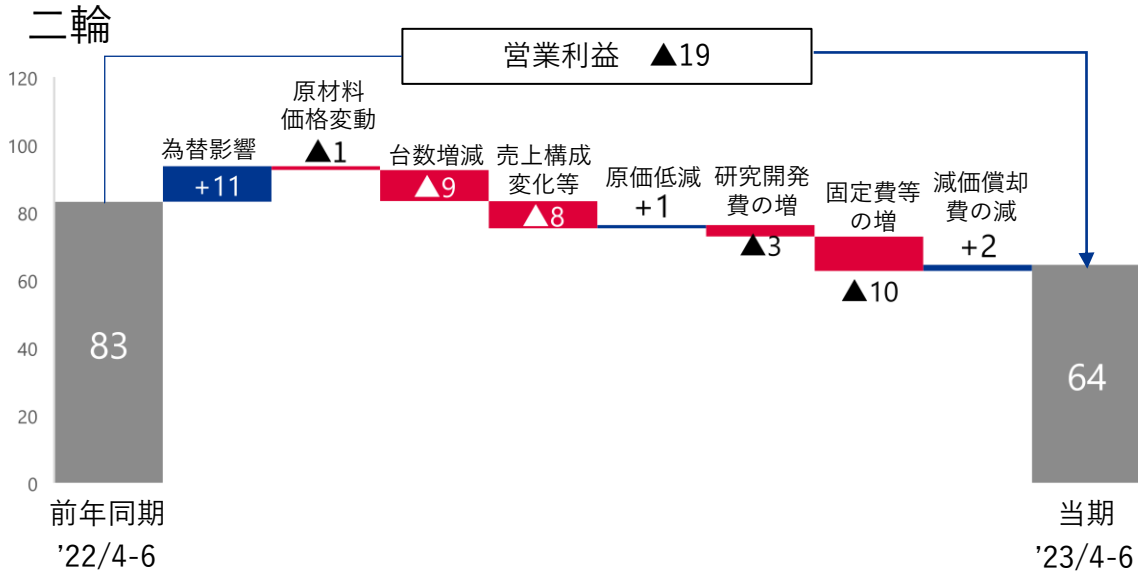 二輪
営業利益 ▲19
120
100
80
60
40
20
0
83
前年同期
’22/4-6
為替影響
+11
原材料
価格変動
▲1
台数増減
▲9
売上構成
変化等
▲8
原価低減
+1
研究開発
費の増
▲3
固定費等
の増
▲10
減価償却
費の減
+2
64
当期
’23/4-6